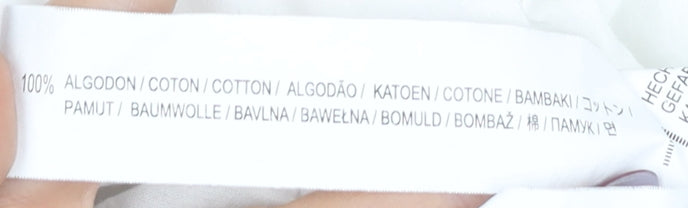 100% ALGODON / COTON / COTTON / ALGODÃO / KATOEN / COTONE / BAMBAKI / コットン /
PAMUT / BAUMWOLLE / BAVLNA / BAWEŁNA / BOMULD / BOMBAŽ / 棉 / ПАМУК / 면